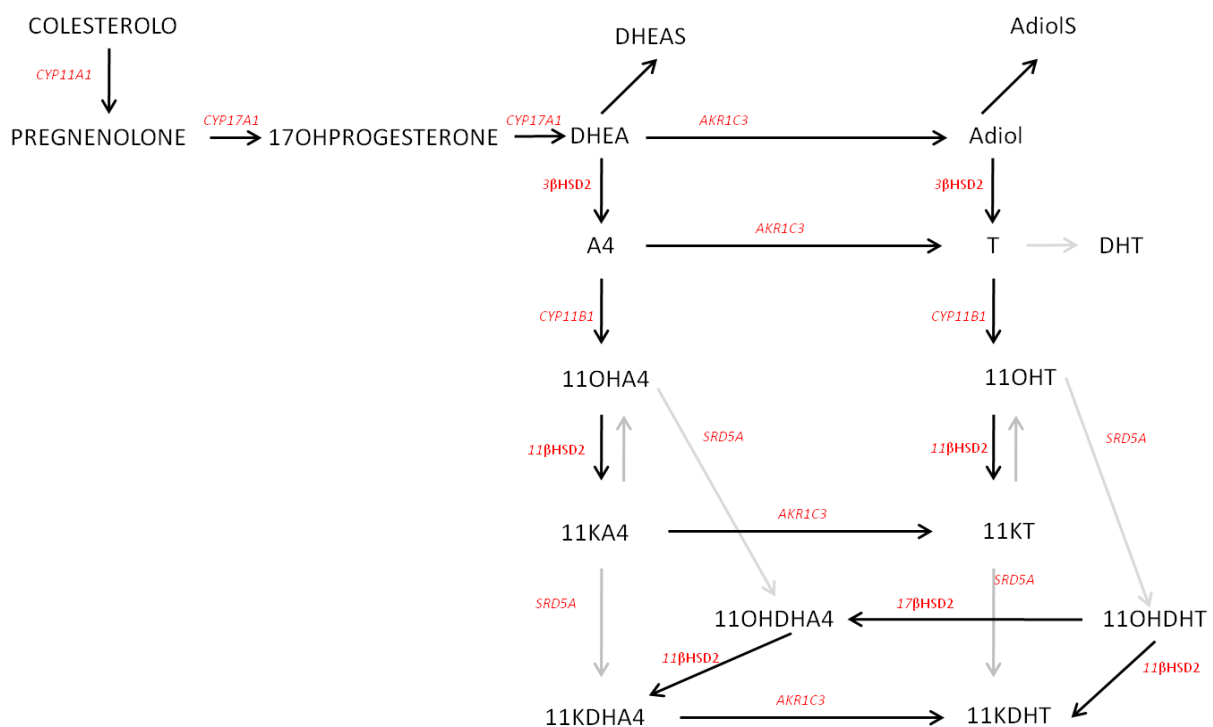 COLESTEROLO
DHEAS
AdiolS
CYP11A1
CYP17A1
CYP17A1
AKR1C3
PREGNENOLONE
17OHPROGESTERONE
DHEA
Adiol
3βHSD2
3βHSD2
AKR1C3
A4
T
DHT
CYP11B1
CYP11B1
11OHA4
11OHT
SRD5A
SRD5A
11βHSD2
11βHSD2
AKR1C3
11KA4
11KT
SRD5A
SRD5A
17βHSD2
11OHDHA4
11OHDHT
11βHSD2
11βHSD2
AKR1C3
11KDHA4
11KDHT